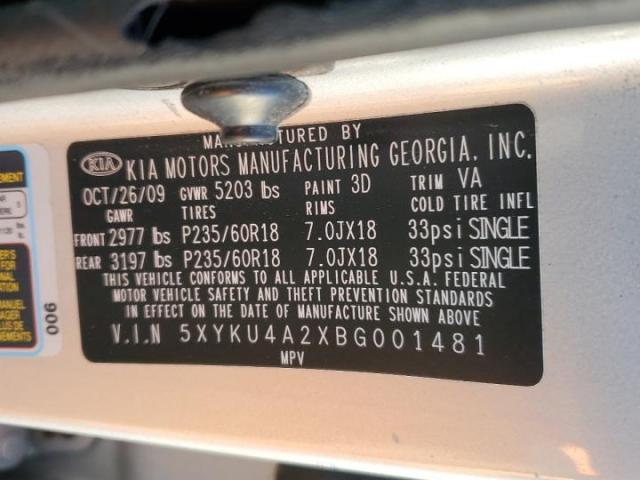 MANUFACTURED BY
KIA KIA MOTORS MANUFACTURING GEORGIA, INC.
OCT/26/09 GVWR 5203 lbs PAINT 3D TRIM VA
GAWR TIRES RIMS COLD TIRE INFL
FRONT 2977 lbs P235/60R18 7.0JX18 33psi SINGLE
REAR 3197 lbs P235/60R18 7.0JX18 33psi SINGLE
THIS VEHICLE CONFORMS TO ALL APPLICABLE U.S.A. FEDERAL
MOTOR VEHICLE SAFETY AND THEFT PREVENTION STANDARDS
IN EFFECT ON THE DATE OF MANUFACTURE SHOWN ABOVE
V.I.N 5XYKU4A2XBG001481
MPV
006